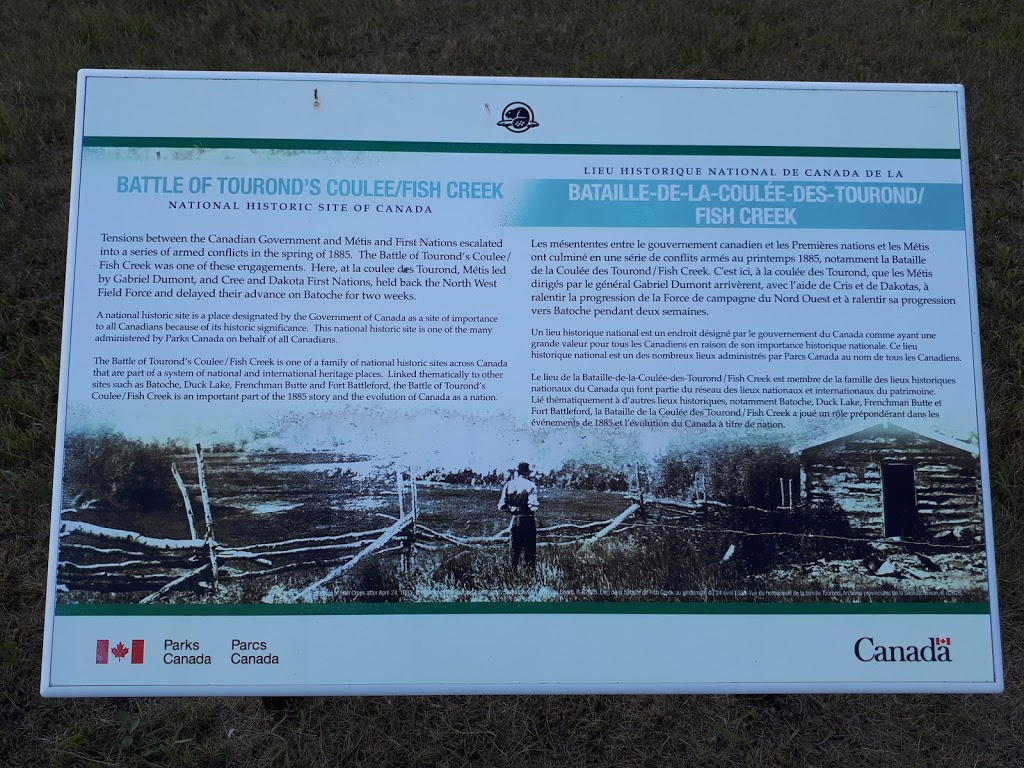 BATTLE OF TOUROND'S COULEE/FISH CREEK
NATIONAL HISTORIC SITE OF CANADA
Tensions between the Canadian Government and Métis and First Nations escalated
into a series of armed conflicts in the spring of 1885. The Battle of Tourond's Coulee/
Fish Creek was one of these engagements. Here, at la coulee des Tourond, Métis led
by Gabriel Dumont, and Cree and Dakota First Nations, held back the North West
Field Force and delayed their advance on Batoche for two weeks.
A national historic site is a place designated by the Government of Canada as a site of importance
to all Canadians because of its historic significance. This national historic site is one of the many
administered by Parks Canada on behalf of all Canadians.
The Battle of Tourond's Coulee/Fish Creek is one of a family of national historic sites across Canada
that are part of a system of national and international heritage places. Linked thematically to other
sites such as Batoche, Duck Lake, Frenchman Butte and Fort Battleford, the Battle of Tourond's
Coulee/Fish Creek is an important part of the 1885 story and the evolution of Canada as a nation.
LIEU HISTORIQUE NATIONAL DE CANADA DE LA
BATAILLE-DE-LA-COULÉE-DES-TOUROND/
FISH CREEK
Les mésententes entre le gouvernement canadien et les Premières nations et les Métis
ont culminé en une série de conflits armés au printemps 1885, notamment la Bataille
de la Coulée des Tourond/Fish Creek. C'est ici, à la coulée des Tourond, que les Métis
dirigés par le général Gabriel Dumont arrivèrent, avec l'aide de Cris et de Dakotas, à
ralentir la progression de la Force de campagne du Nord Ouest et à ralentir sa progression
vers Batoche pendant deux semaines.
Un lieu historique national est un endroit désigné par le gouvernement du Canada comme ayant une
grande valeur pour tous les Canadiens en raison de son importance historique nationale. Ce lieu
historique national est un des nombreux lieux administrés par Parcs Canada au nom de tous les Canadiens.
Le lieu de la Bataille-de-la-Coulée-des-Tourond/Fish Creek est membre de la famille des lieux historiques
nationaux du Canada qui font partie du réseau des lieux nationaux et internationaux du patrimoine.
Lié thématiquement à d'autres lieux historiques, notamment Batoche, Duck Lake, Frenchman Butte et
Fort Battleford, la Bataille de la Coulée des Tourond/Fish Creek a joué un rôle prépondérant dans les
événements de 1885 et l'évolution du Canada à titre de nation.
of Fish Creek after April 24, 1885
Parks Canada
Parcs Canada
Canada